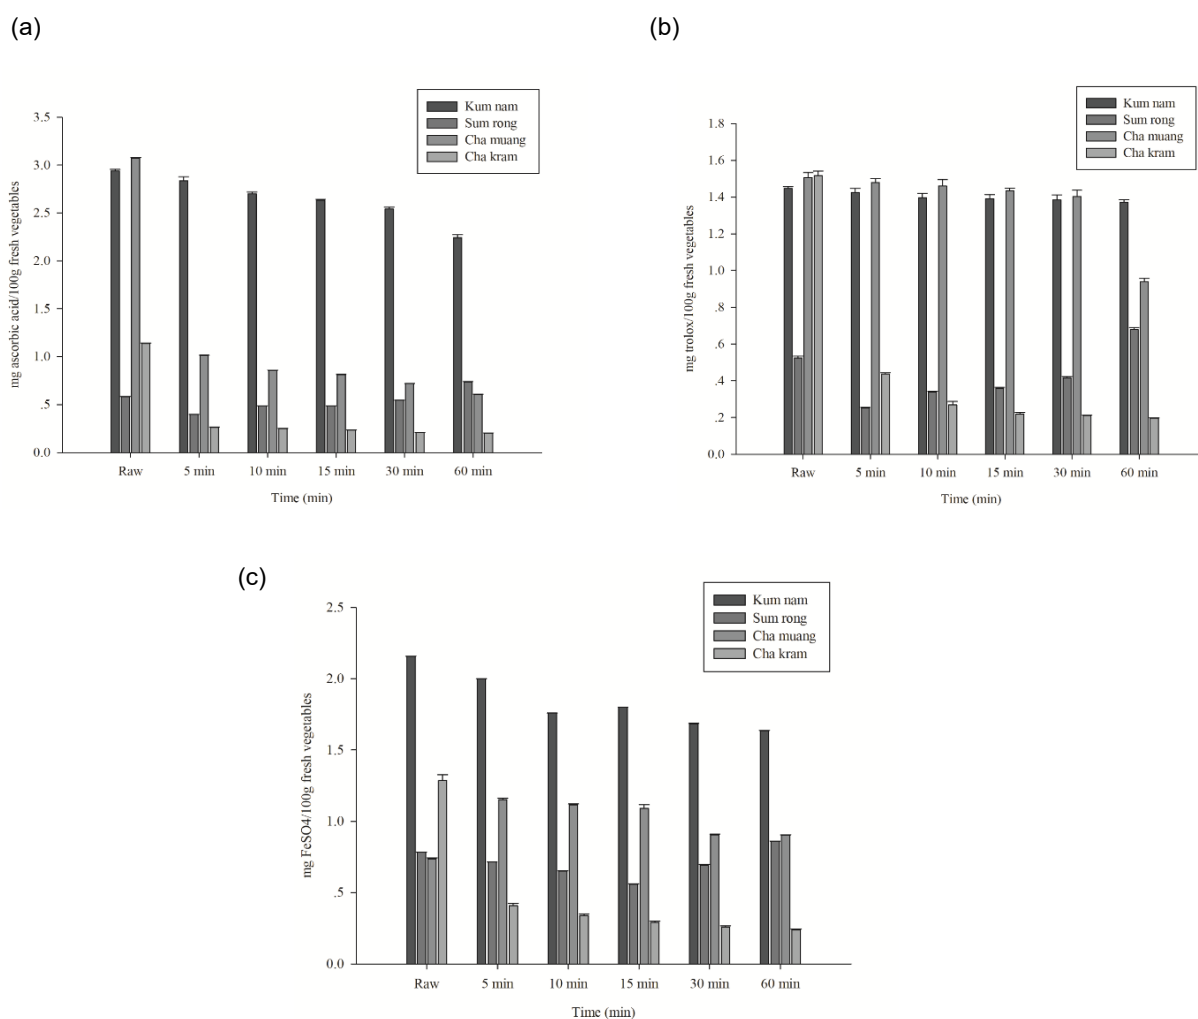 (a)
(b)
Kum nam
Sum rong
Cha muang
Cha kram
3.5
3.0
2.5
2.0
1.5
1.0
.5
0.0
mg ascorbic acid/100g fresh vegetables
Raw 5 min 10 min 15 min 30 min 60 min
Time (min)
Kum nam
Sum rong
Cha muang
Cha kram
1.8
1.6
1.4
1.2
1.0
.8
.6
.4
.2
0.0
mg trolox/100g fresh vegetables
Raw 5 min 10 min 15 min 30 min 60 min
Time (min)
(c)
Kum nam
Sum rong
Cha muang
Cha kram
2.5
2.0
1.5
1.0
.5
0.0
mg FeSO4/100g fresh vegetables
Raw 5 min 10 min 15 min 30 min 60 min
Time (min)